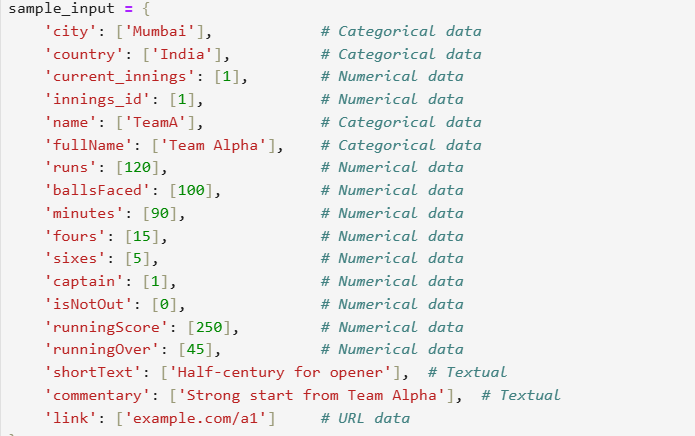 sample_input = {
    'city': ['Mumbai'],            # Categorical data
    'country': ['India'],          # Categorical data
    'current_innings': [1],        # Numerical data
    'innings_id': [1],             # Numerical data
    'name': ['TeamA'],             # Categorical data
    'fullName': ['Team Alpha'],    # Categorical data
    'runs': [120],                 # Numerical data
    'ballsFaced': [100],           # Numerical data
    'minutes': [90],               # Numerical data
    'fours': [15],                 # Numerical data
    'sixes': [5],                  # Numerical data
    'captain': [1],                # Numerical data
    'isNotOut': [0],               # Numerical data
    'runningScore': [250],         # Numerical data
    'runningOver': [45],           # Numerical data
    'shortText': ['Half-century for opener'],  # Textual
    'commentary': ['Strong start from Team Alpha'],  # Textual
    'link': ['example.com/a1']     # URL data